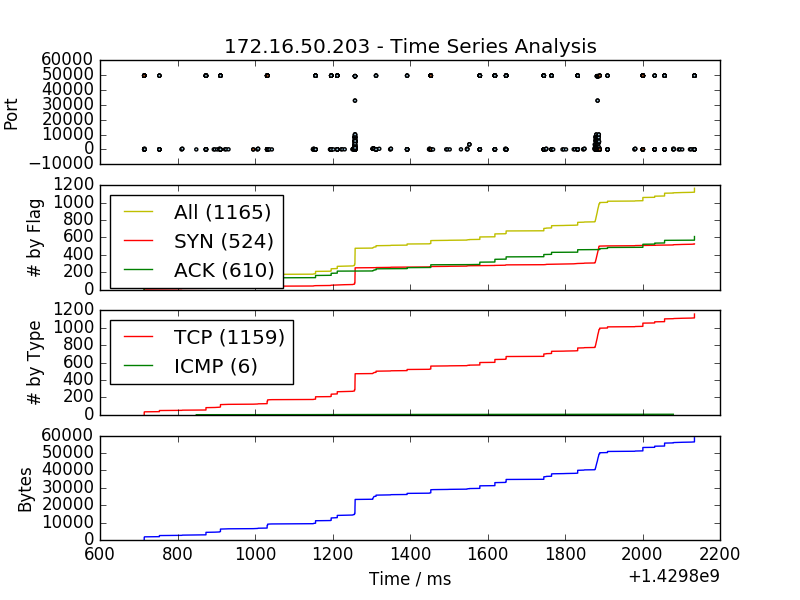 172.16.50.203 - Time Series Analysis
60000
50000
40000
30000
20000
10000
0
−10000
Port
1200
1000
800
600
400
200
0
# by Flag
All (1165)
SYN (524)
ACK (610)
1200
1000
800
600
400
200
0
# by Type
TCP (1159)
ICMP (6)
60000
50000
40000
30000
20000
10000
0
Bytes
600 800 1000 1200 1400 1600 1800 2000 2200
Time / ms
+1.4298e9